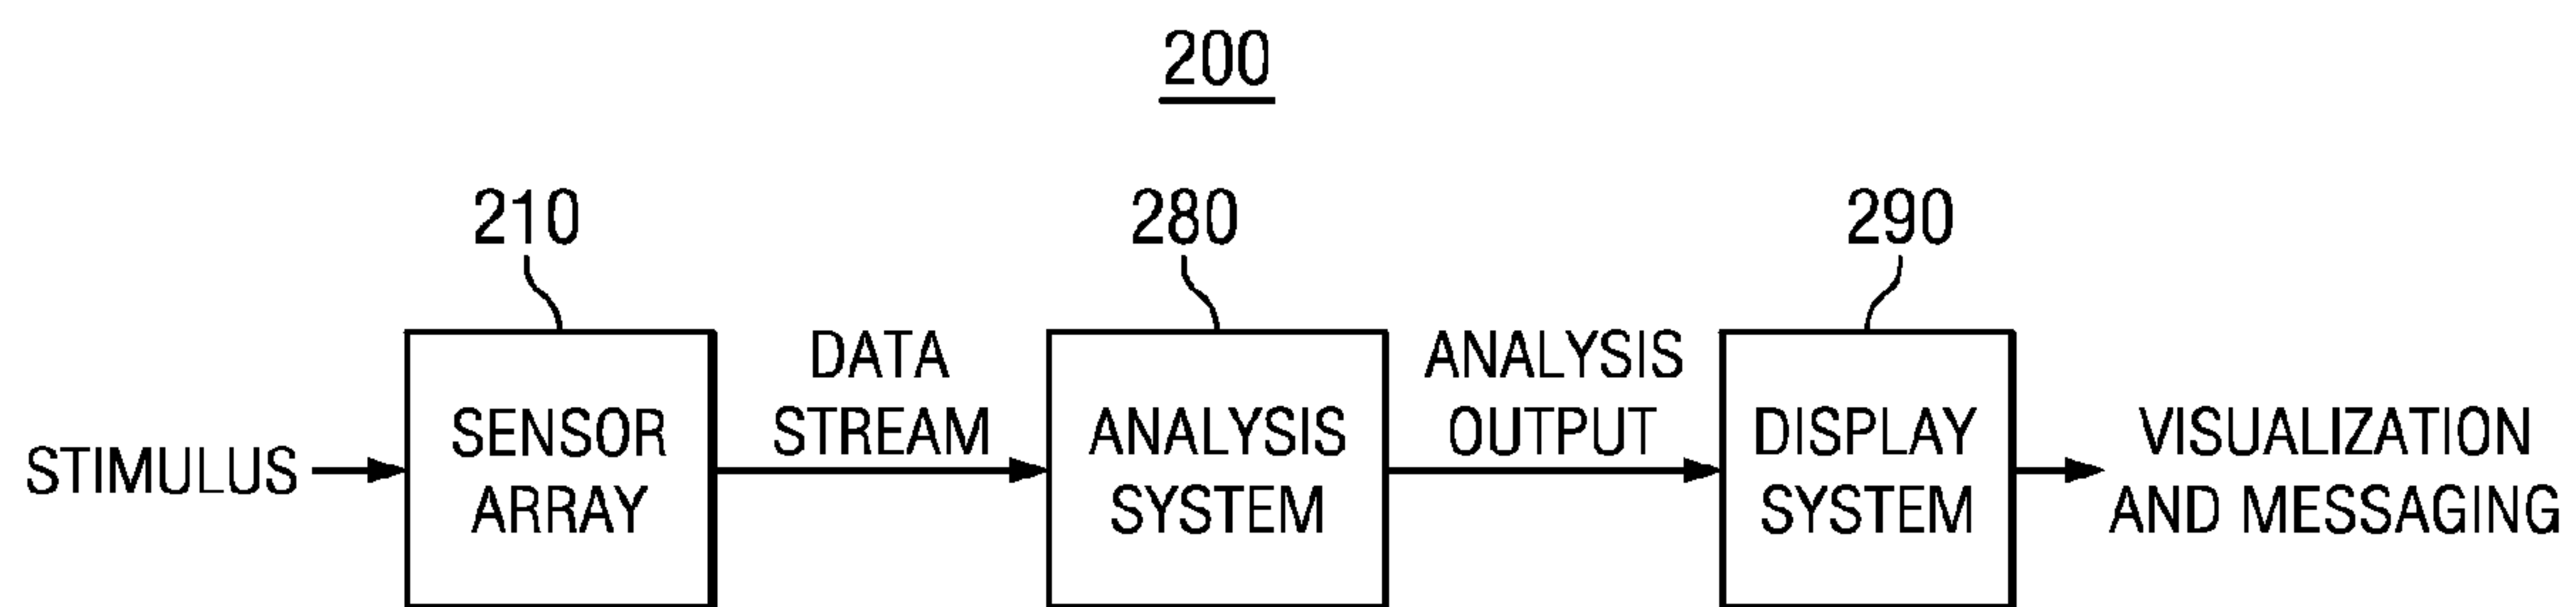 200
210
280
290
STIMULUS
SENSOR
ARRAY
DATA
STREAM
ANALYSIS
SYSTEM
ANALYSIS
OUTPUT
DISPLAY
SYSTEM
VISUALIZATION
AND MESSAGING